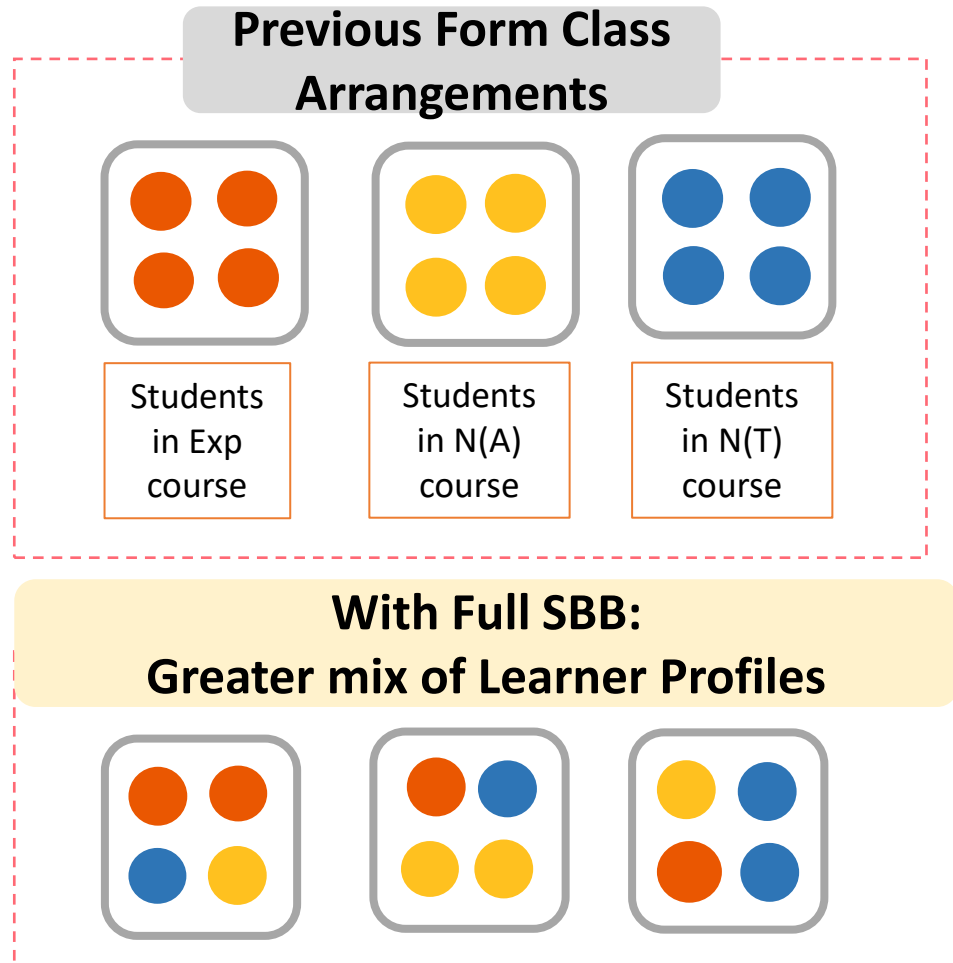 Previous Form Class
Arrangements
Students
in Exp
course
Students
in N(A)
course
Students
in N(T)
course
With Full SBB:
Greater mix of Learner Profiles